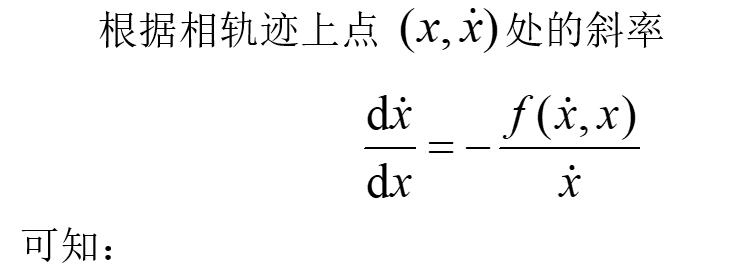 根据相轨迹上点 (x, ẋ) 处的斜率
dẋ/dx = − f(ẋ, x)/ẋ
可知：